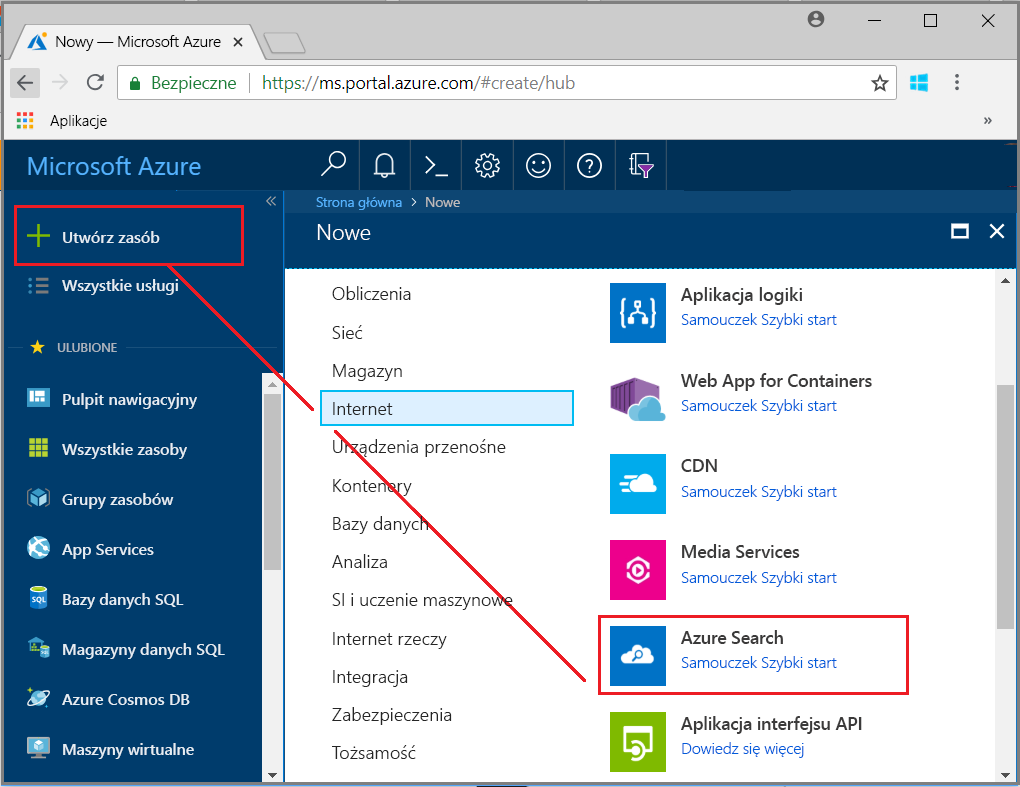 Nowy — Microsoft Azure
Bezpieczne
https://ms.portal.azure.com/#create/hub
Aplikacje
»
Microsoft Azure
Strona główna > Nowe
Nowe
Utwórz zasób
Wszystkie usługi
ULUBIONE
Pulpit nawigacyjny
Wszystkie zasoby
Grupy zasobów
App Services
Bazy danych SQL
Magazyny danych SQL
Azure Cosmos DB
Maszyny wirtualne
Obliczenia
Sieć
Magazyn
Internet
Urządzenia przenośne
Kontenery
Bazy danych
Analiza
SI i uczenie maszynowe
Internet rzeczy
Integracja
Zabezpieczenia
Tożsamość
Aplikacja logiki
Samouczek Szybki start
Web App for Containers
Samouczek Szybki start
CDN
Samouczek Szybki start
Media Services
Samouczek Szybki start
Azure Search
Samouczek Szybki start
Aplikacja interfejsu API
Dowiedz się więcej